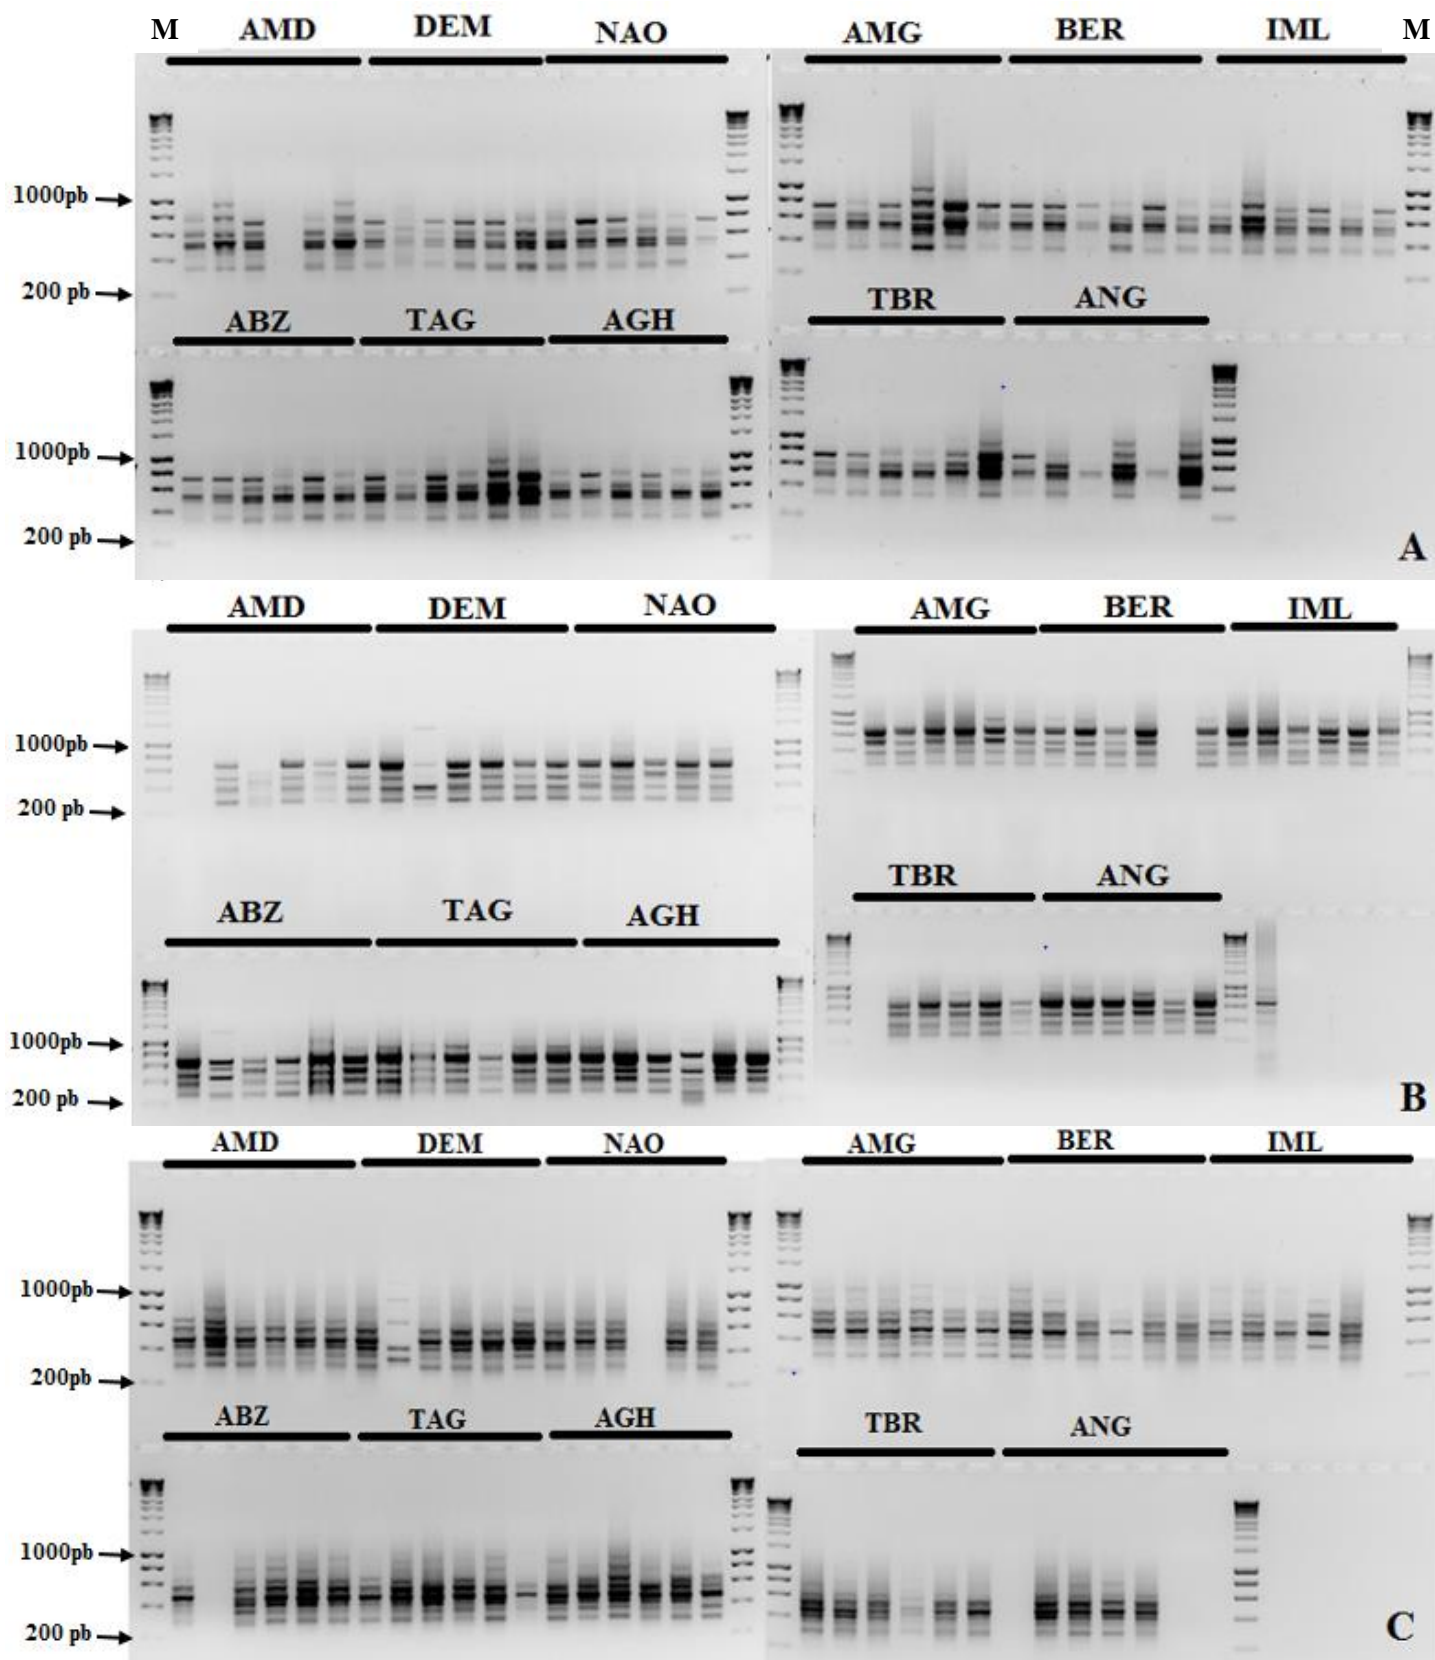 M AMD DEM NAO AMG BER IML M
1000pb
200 pb
ABZ TAG AGH TBR ANG
1000pb
200 pb
A
AMD DEM NAO AMG BER IML
1000pb
200 pb
ABZ TAG AGH TBR ANG
1000pb
200 pb
B
AMD DEM NAO AMG BER IML
1000pb
200pb
ABZ TAG AGH TBR ANG
1000pb
200 pb
C